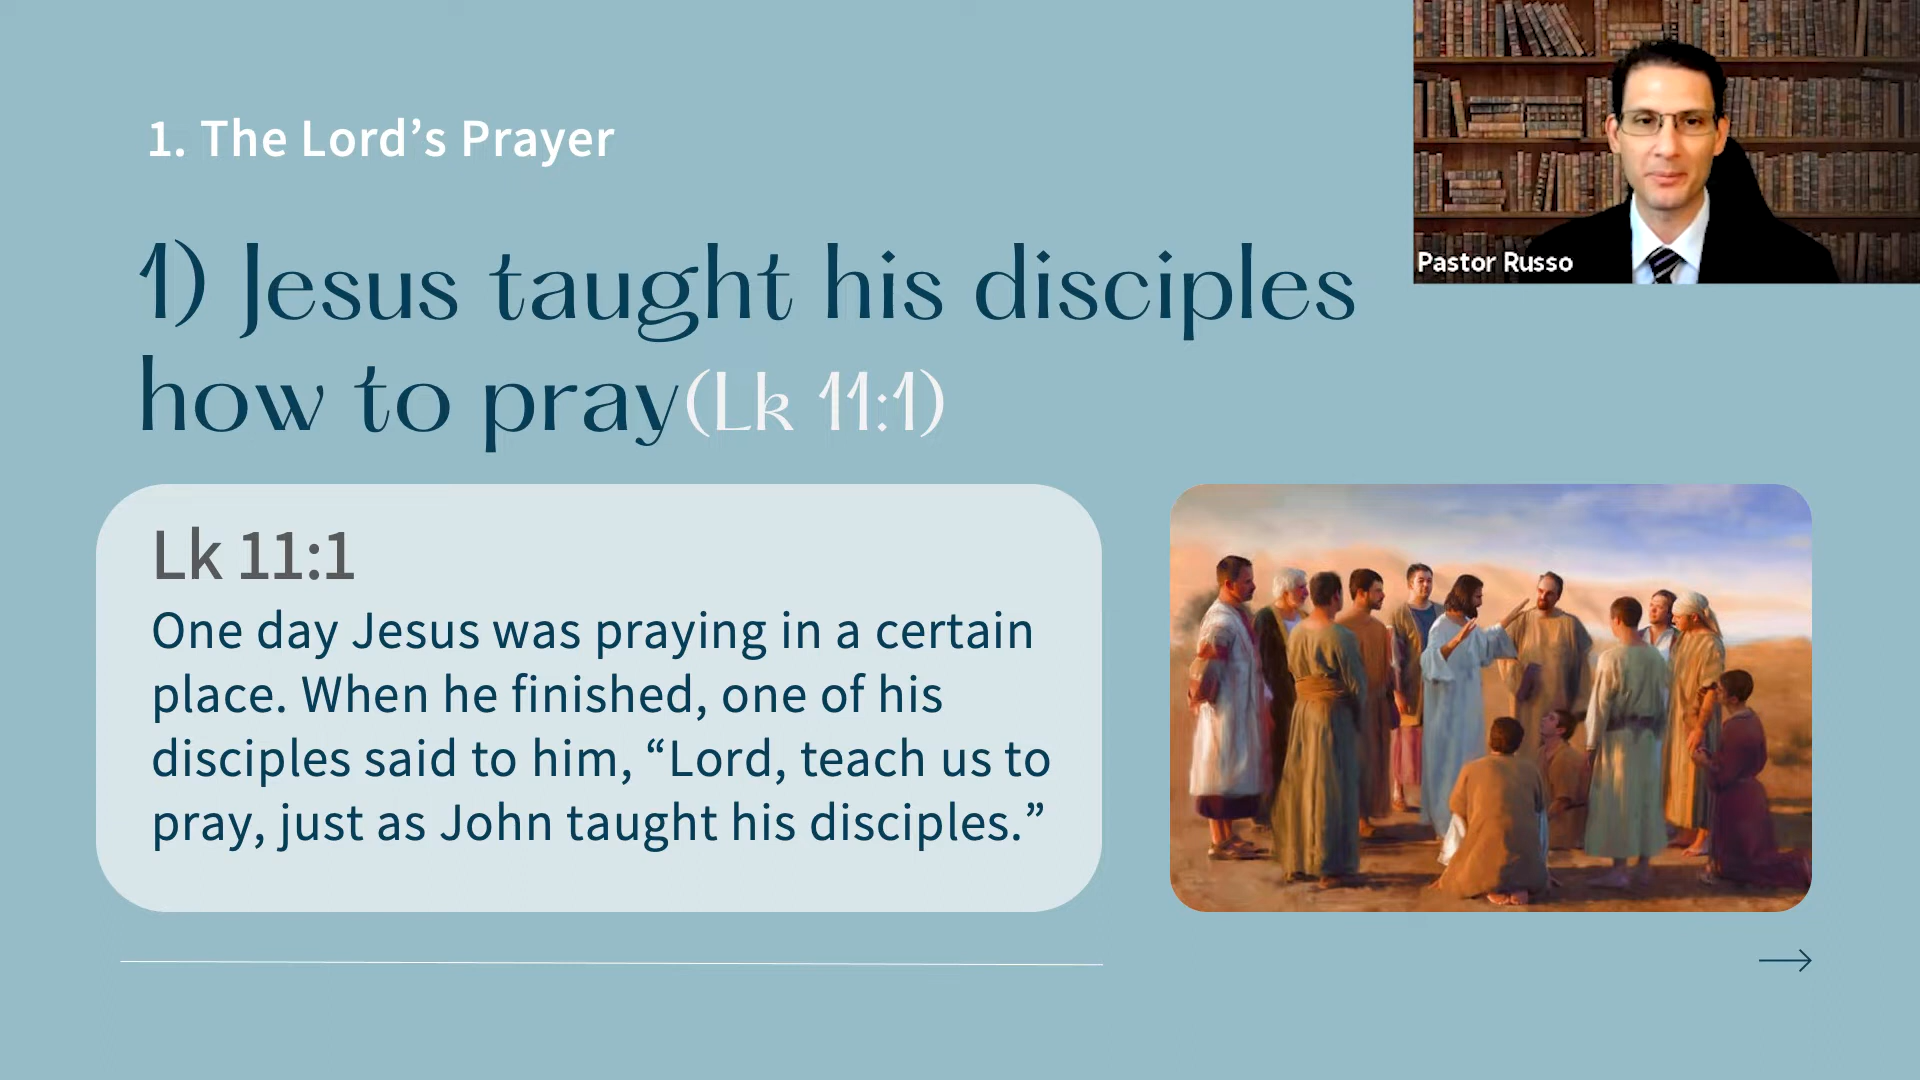 1. The Lord’s Prayer
1) Jesus taught his disciples
how to pray(Lk 11:1)
Pastor Russo
Lk 11:1
One day Jesus was praying in a certain
place. When he finished, one of his
disciples said to him, “Lord, teach us to
pray, just as John taught his disciples.”